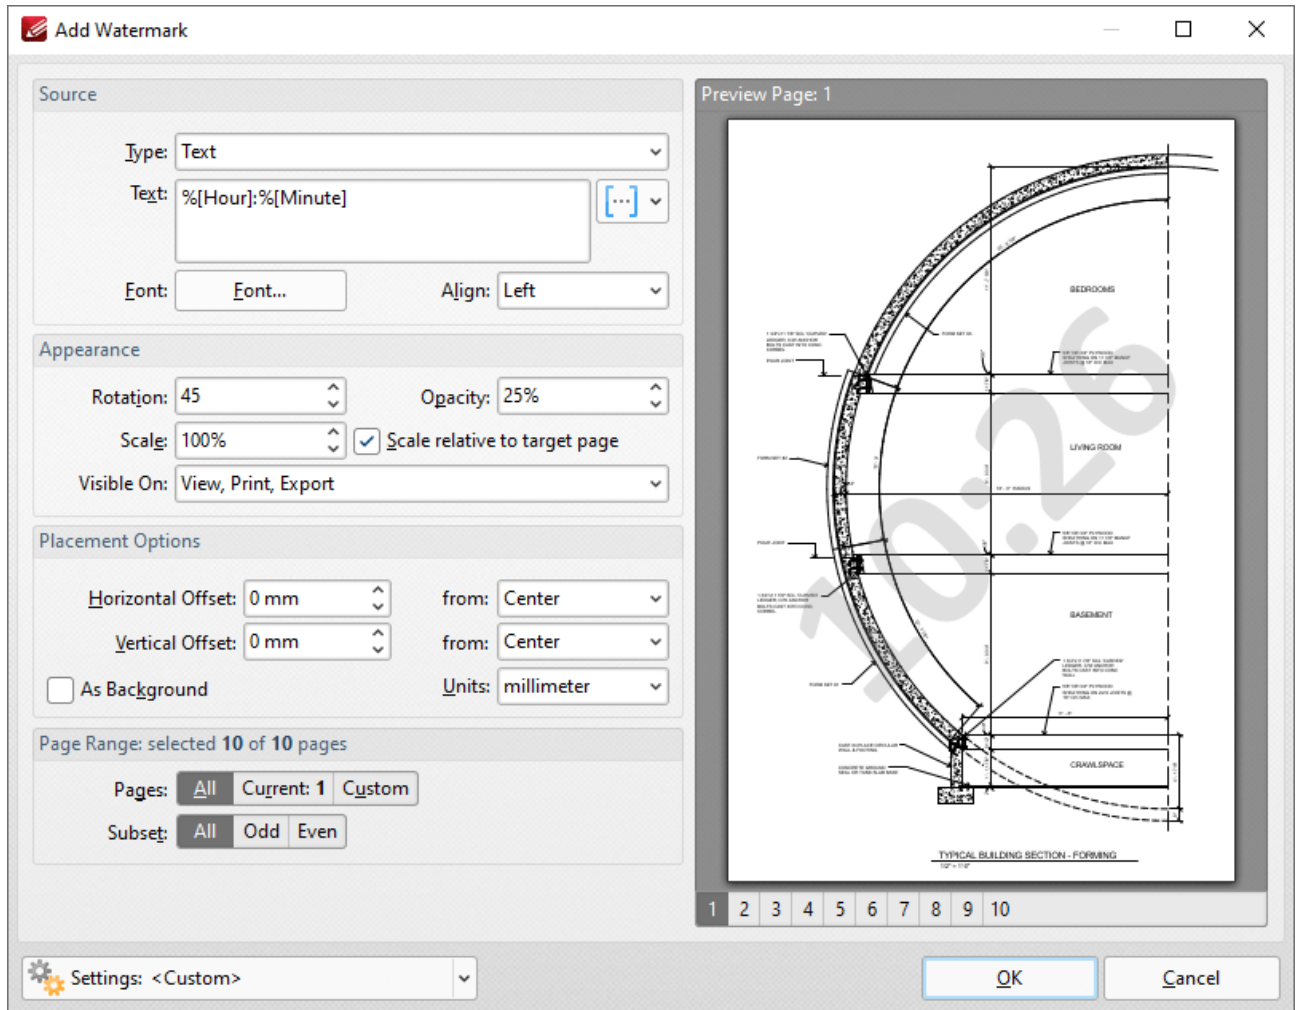 Add Watermark
Source
Type: Text
Text: %[Hour]:%[Minute]
Font: Font... Align: Left
Appearance
Rotation: 45 Opacity: 25%
Scale: 100% Scale relative to target page
Visible On: View, Print, Export
Placement Options
Horizontal Offset: 0 mm from: Center
Vertical Offset: 0 mm from: Center
As Background Units: millimeter
Page Range: selected 10 of 10 pages
Pages: All Current: 1 Custom
Subset: All Odd Even
Preview Page: 1
BEDROOMS
10:26
LIVING ROOM
BASEMENT
CRAWLSPACE
TYPICAL BUILDING SECTION - FORMING
1/2" = 1'-0"
1 2 3 4 5 6 7 8 9 10
Settings: <Custom>
OK Cancel